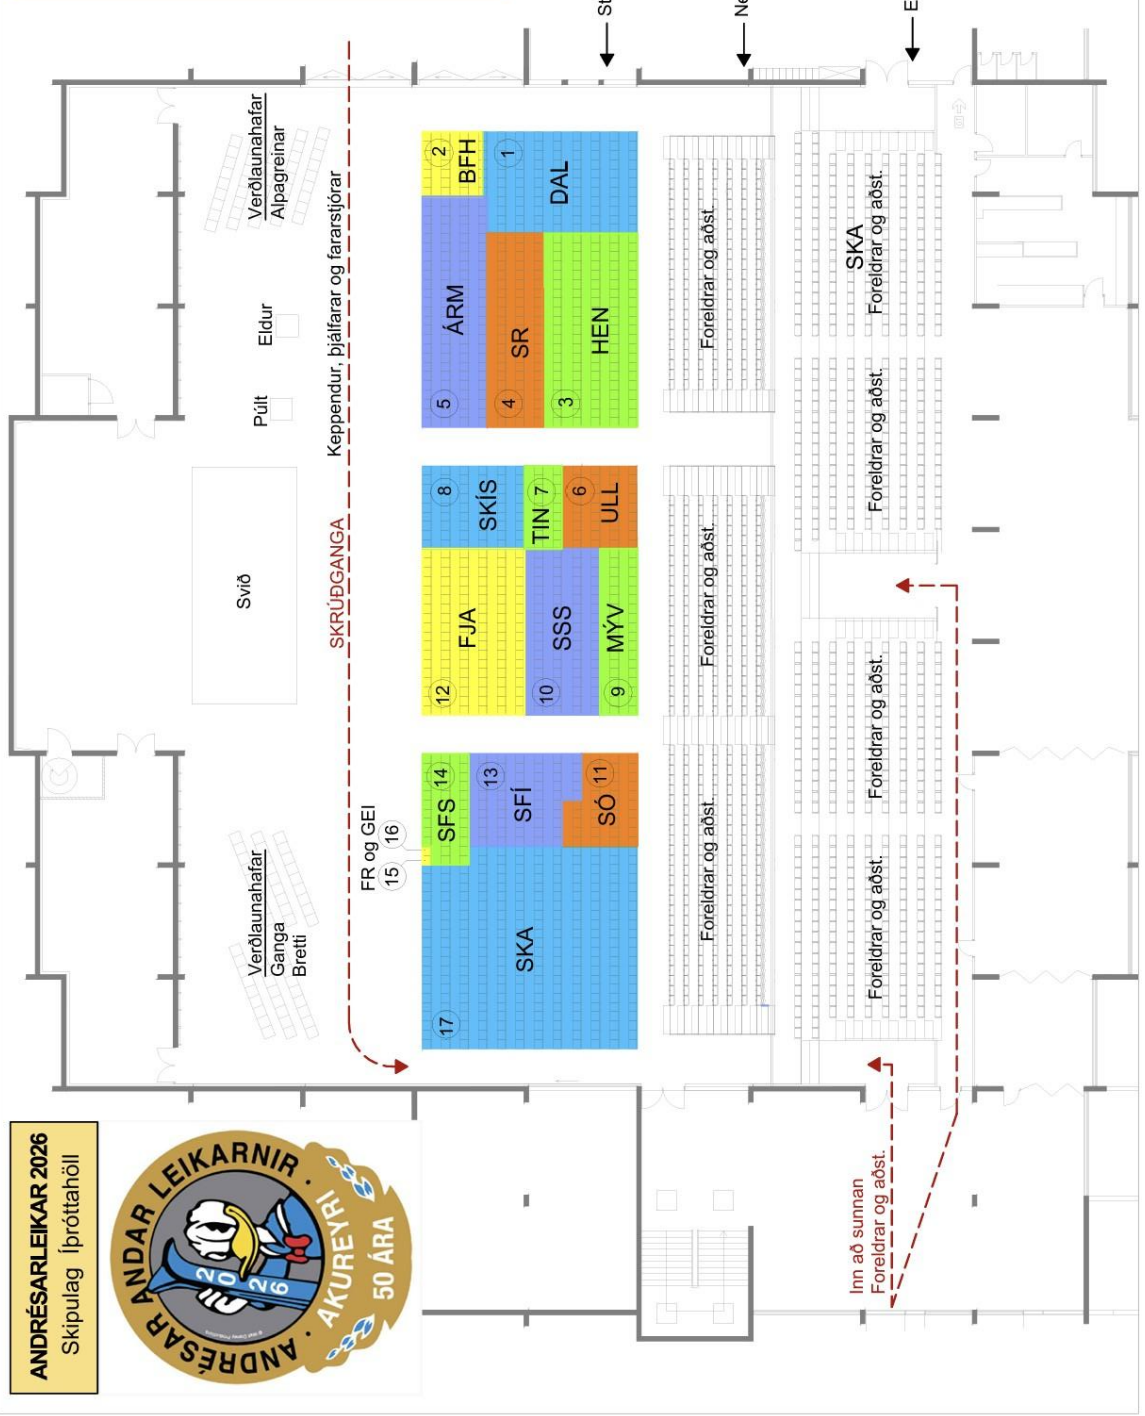 ANDRÉSARLEIKAR 2026
Skipulag Íþróttahöll
ANDRÉSAR ANDAR LEIKARNIR
2026
AKUREYRI
50 ÁRA
Verðlaunahafar
Ganga
Bretti
Svið
Púlt
Eldur
Verðlaunahafar
Alpagreinar
SKRÚÐGANGA
Keppendur, þjálfarar og fararstjórar
FR og GEI
15
16
17
SKA
SFS
14
SFÍ
13
SÓ
11
12
FJA
10
SSS
9
MÝV
SKÍS
8
TIN
7
ULL
6
5
ÁRM
4
SR
3
HEN
BFH
2
DAL
1
Foreldrar og aðst.
Foreldrar og aðst.
Foreldrar og aðst.
Foreldrar og aðst.
Foreldrar og aðst.
Foreldrar og aðst.
SKA
Foreldrar og aðst.
Inn að sunnan
Foreldrar og aðst.
St
Ne
E